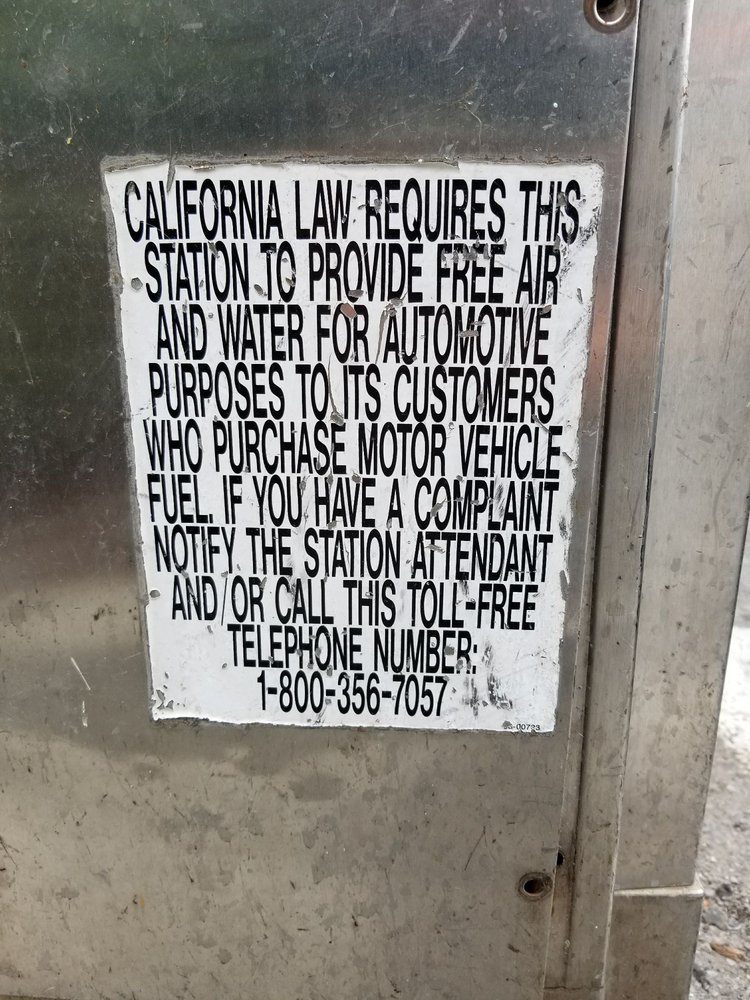 CALIFORNIA LAW REQUIRES THIS
STATION TO PROVIDE FREE AIR
AND WATER FOR AUTOMOTIVE
PURPOSES TO ITS CUSTOMERS
WHO PURCHASE MOTOR VEHICLE
FUEL. IF YOU HAVE A COMPLAINT
NOTIFY THE STATION ATTENDANT
AND/OR CALL THIS TOLL-FREE
TELEPHONE NUMBER:
1-800-356-7057